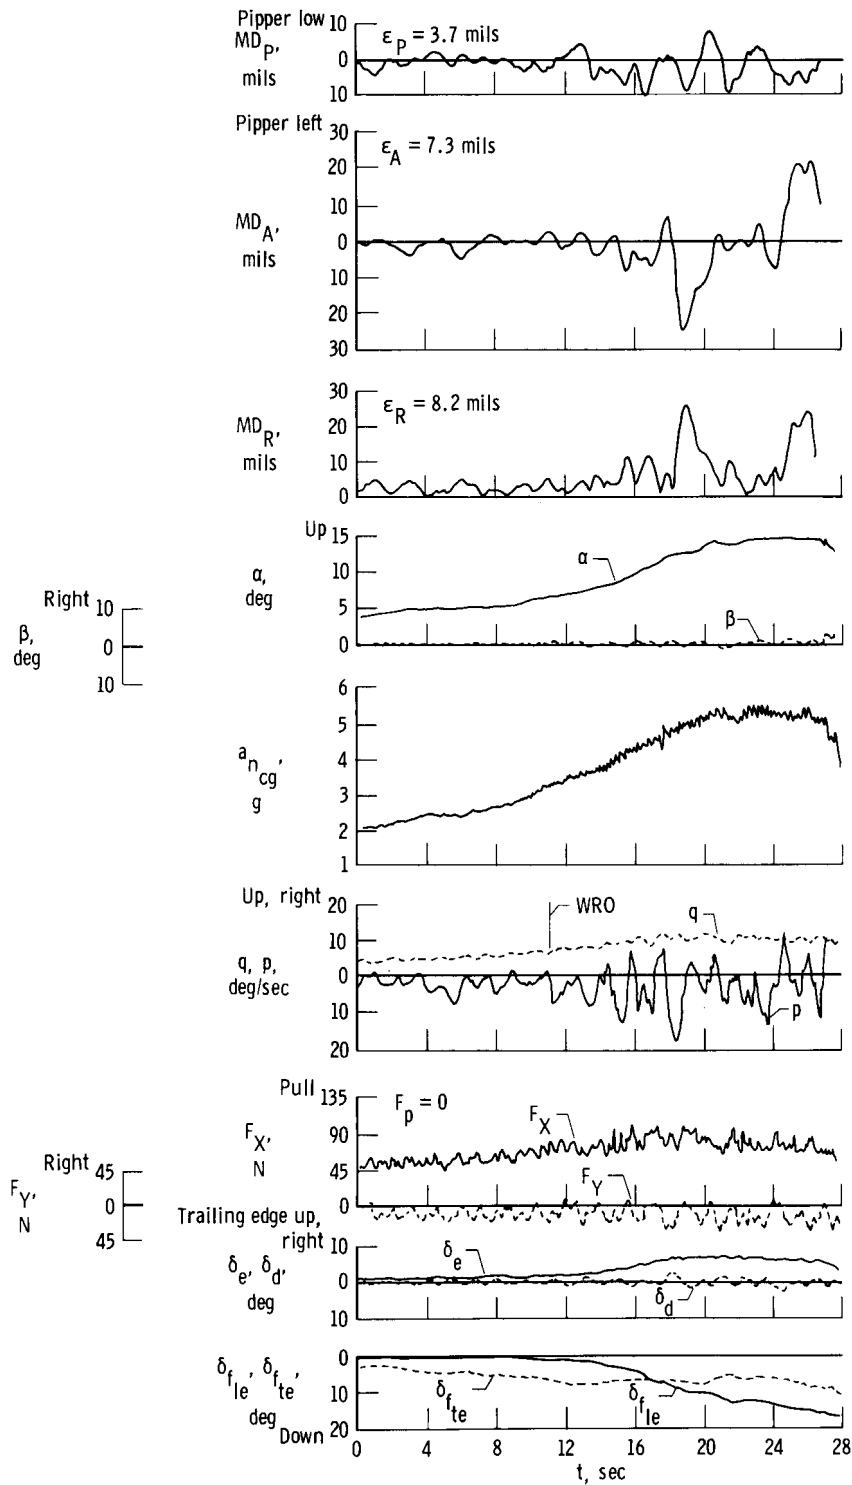 Pipper low
MD_P,
mils
10
0
10
ε_P = 3.7 mils
Pipper left
MD_A,
mils
30
20
10
0
10
20
30
ε_A = 7.3 mils
MD_R,
mils
30
20
10
0
ε_R = 8.2 mils
Up
α,
deg
15
10
5
0
α
β
Right
β,
deg
10
0
10
a_n_cg,
g
6
5
4
3
2
1
Up, right
q, p,
deg/sec
20
10
0
10
20
WRO
q
p
Pull
F_X,
N
135
90
45
0
F_p = 0
F_X
F_Y
Right
F_Y,
N
45
0
45
Trailing edge up,
right
δ_e, δ_d,
deg
10
0
10
δ_e
δ_d
δ_f_le, δ_f_te,
deg
Down
0
10
20
δ_f_te
δ_f_le
0 4 8 12 16 20 24 28
t, sec